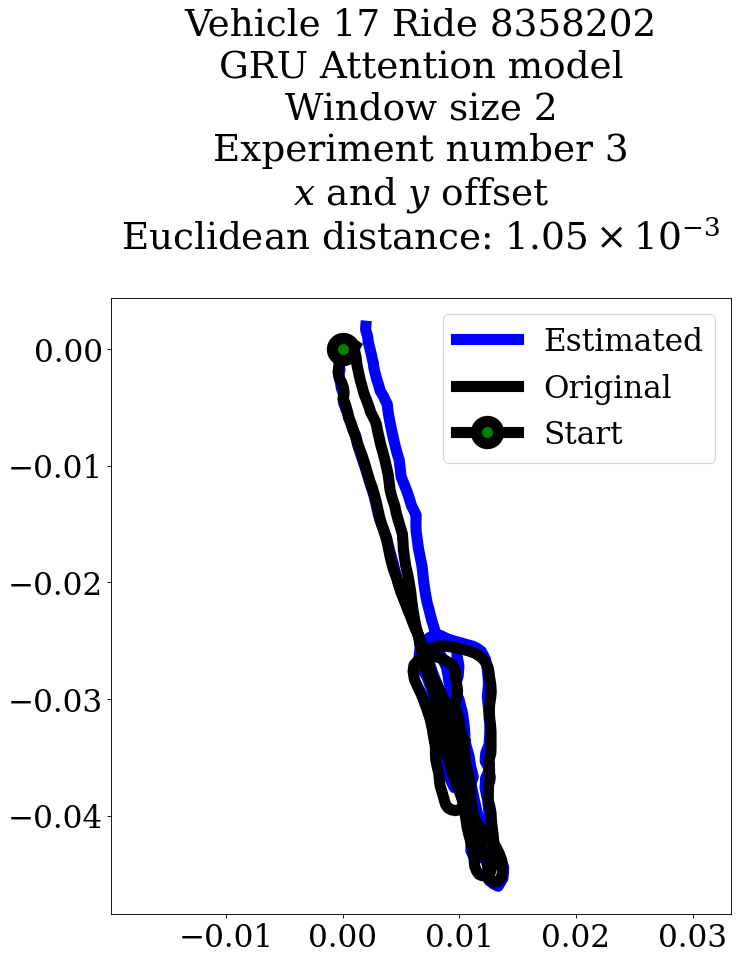 Vehicle 17 Ride 8358202
GRU Attention model
Window size 2
Experiment number 3
x and y offset
Euclidean distance: 1.05 × 10⁻³
Estimated
Original
Start
0.00
−0.01
−0.02
−0.03
−0.04
−0.01 0.00 0.01 0.02 0.03